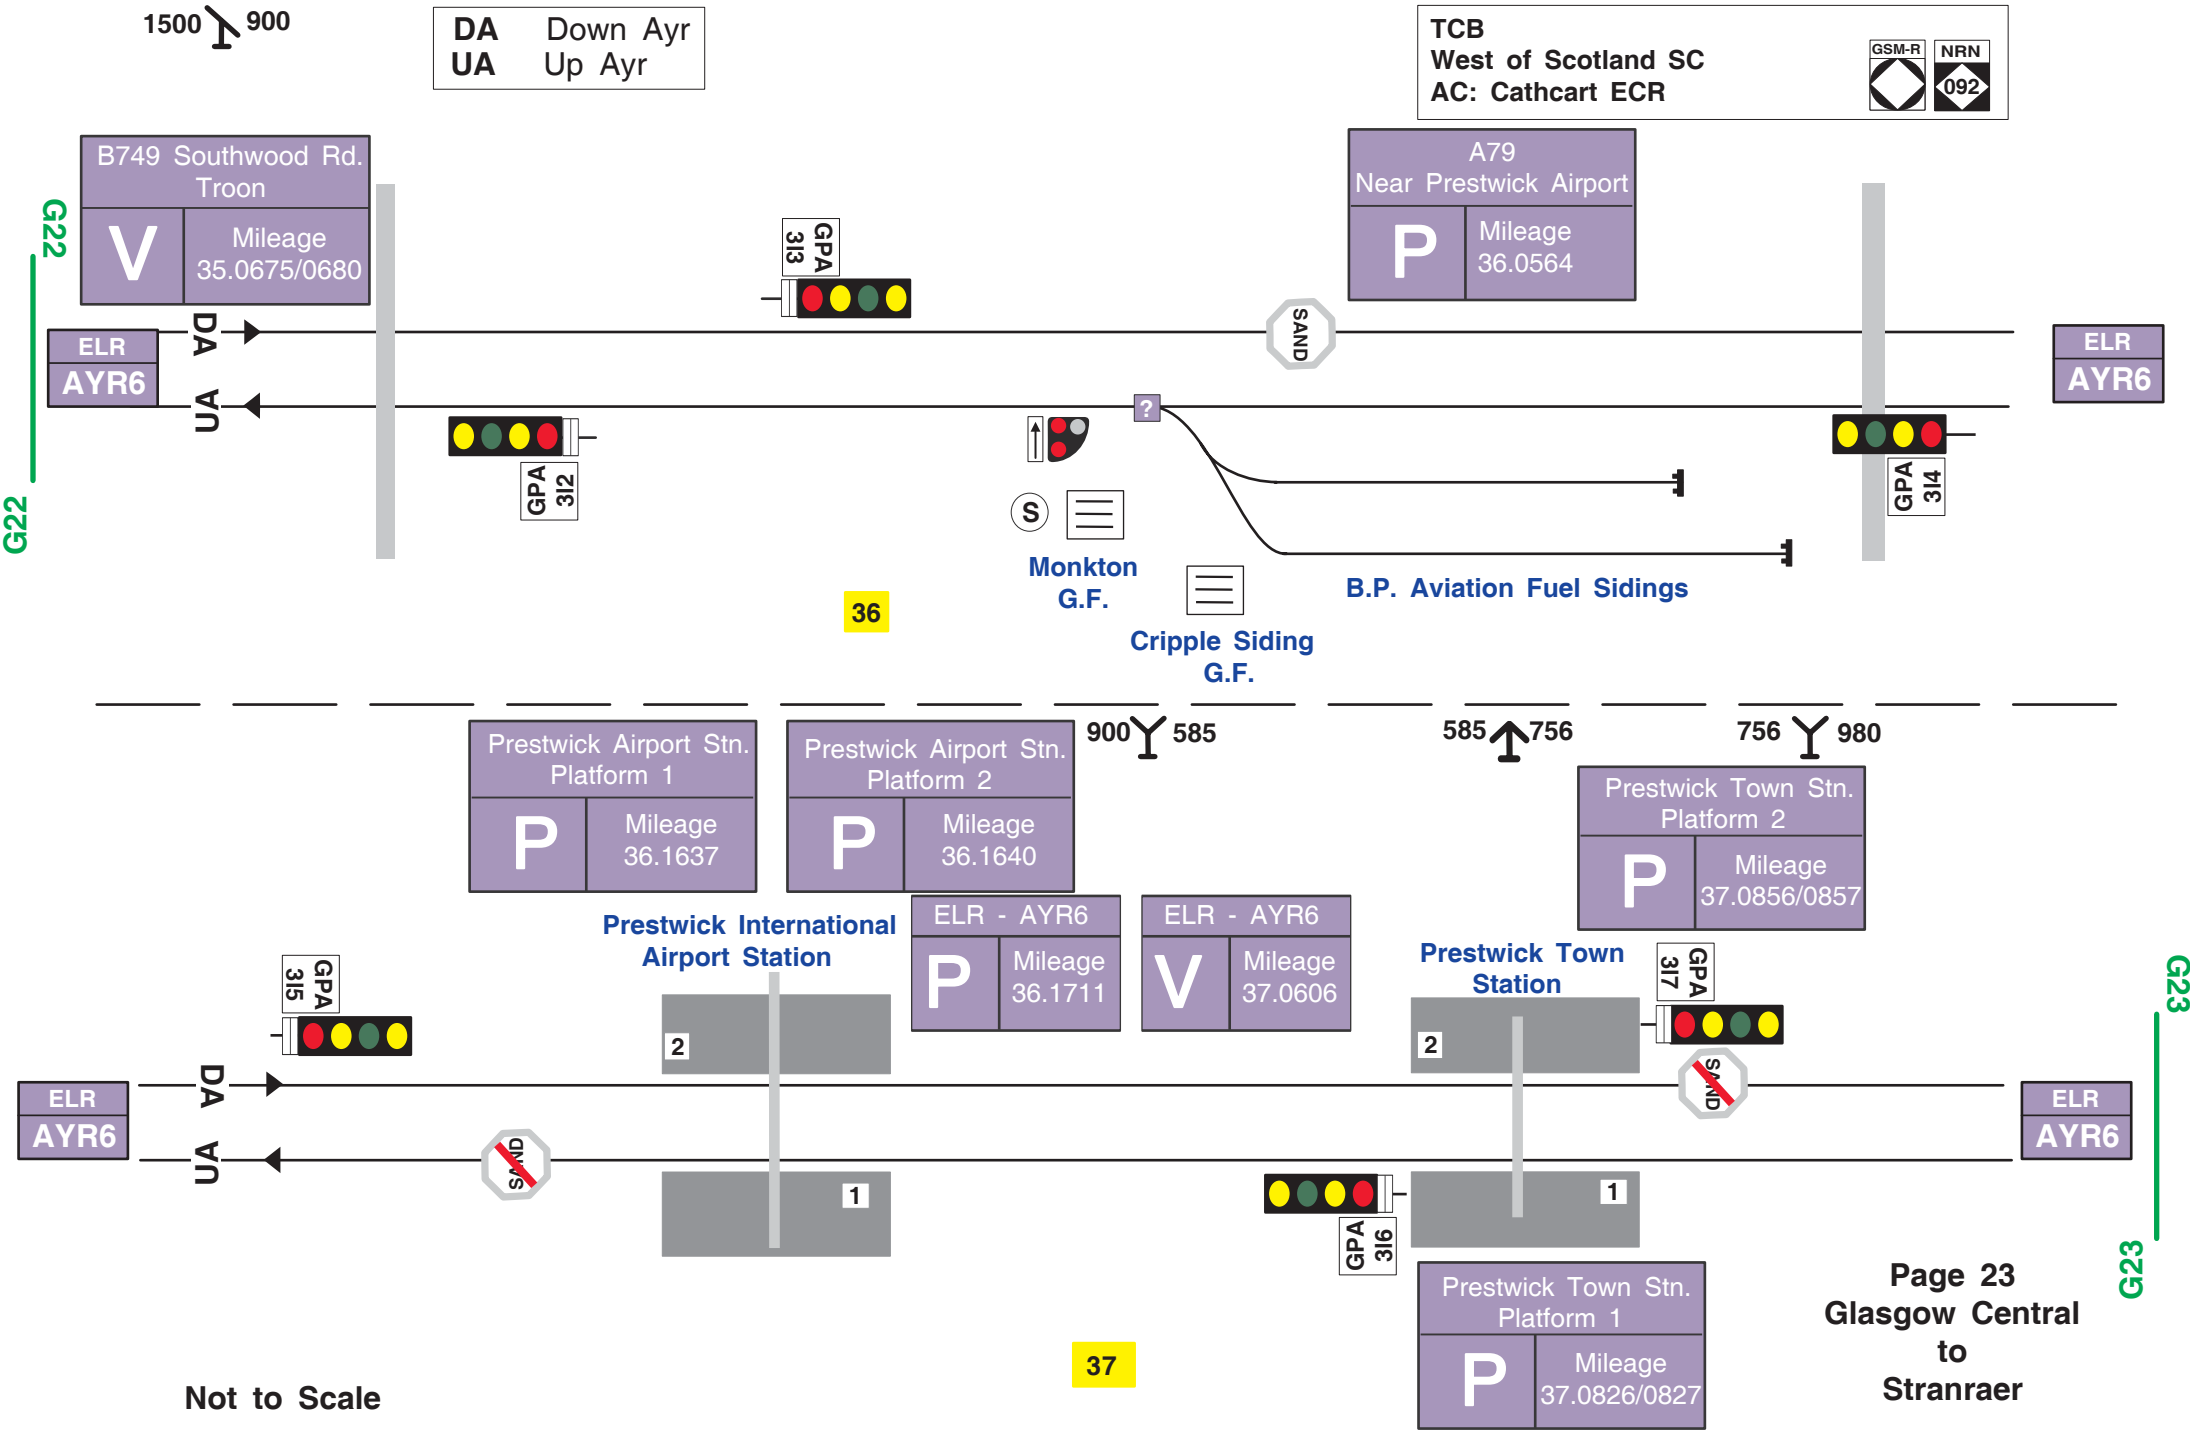 1500 900
DA Down Ayr
UA Up Ayr
TCB
West of Scotland SC
AC: Cathcart ECR
GSM-R
NRN
092
B749 Southwood Rd.
Troon
V
Mileage
35.0675/0680
A79
Near Prestwick Airport
P
Mileage
36.0564
G22
G22
GPA
3I3
SAND
ELR
AYR6
DA
UA
ELR
AYR6
?
GPA
3I2
GPA
3I4
S
Monkton
G.F.
B.P. Aviation Fuel Sidings
36
Cripple Siding
G.F.
900 585
585 756
756 980
Prestwick Airport Stn.
Platform 1
P
Mileage
36.1637
Prestwick Airport Stn.
Platform 2
P
Mileage
36.1640
Prestwick Town Stn.
Platform 2
P
Mileage
37.0856/0857
ELR - AYR6
P
Mileage
36.1711
ELR - AYR6
V
Mileage
37.0606
Prestwick International
Airport Station
Prestwick Town
Station
GPA
3I5
GPA
3I7
G23
G23
2
2
SAND
ELR
AYR6
DA
UA
ELR
AYR6
SAND
1
1
GPA
3I6
Prestwick Town Stn.
Platform 1
P
Mileage
37.0826/0827
37
Not to Scale
Page 23
Glasgow Central
to
Stranraer